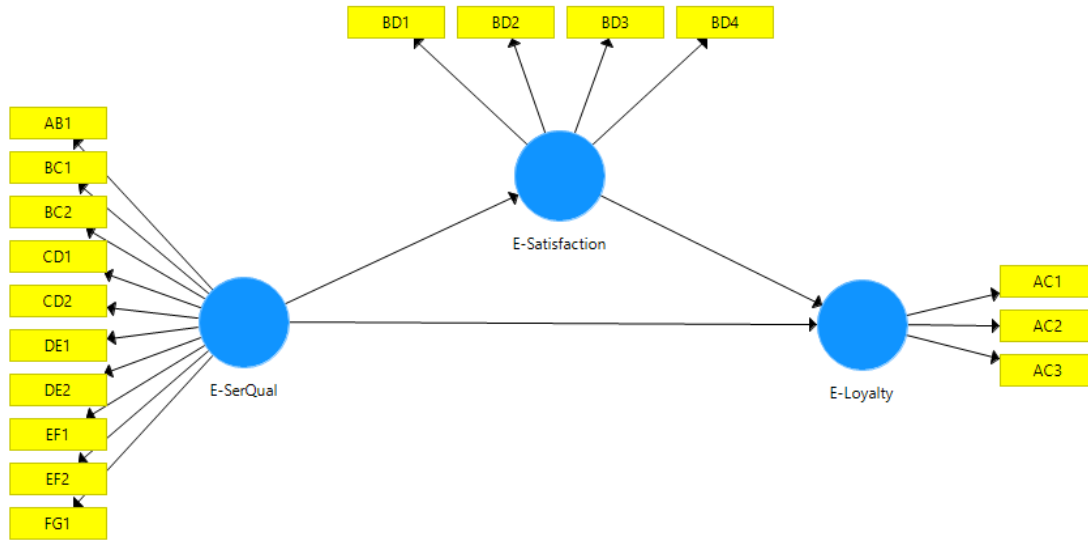 BD1 BD2 BD3 BD4
AB1
BC1
BC2
CD1
CD2
DE1
DE2
EF1
EF2
FG1
E-SerQual
E-Satisfaction
E-Loyalty
AC1
AC2
AC3